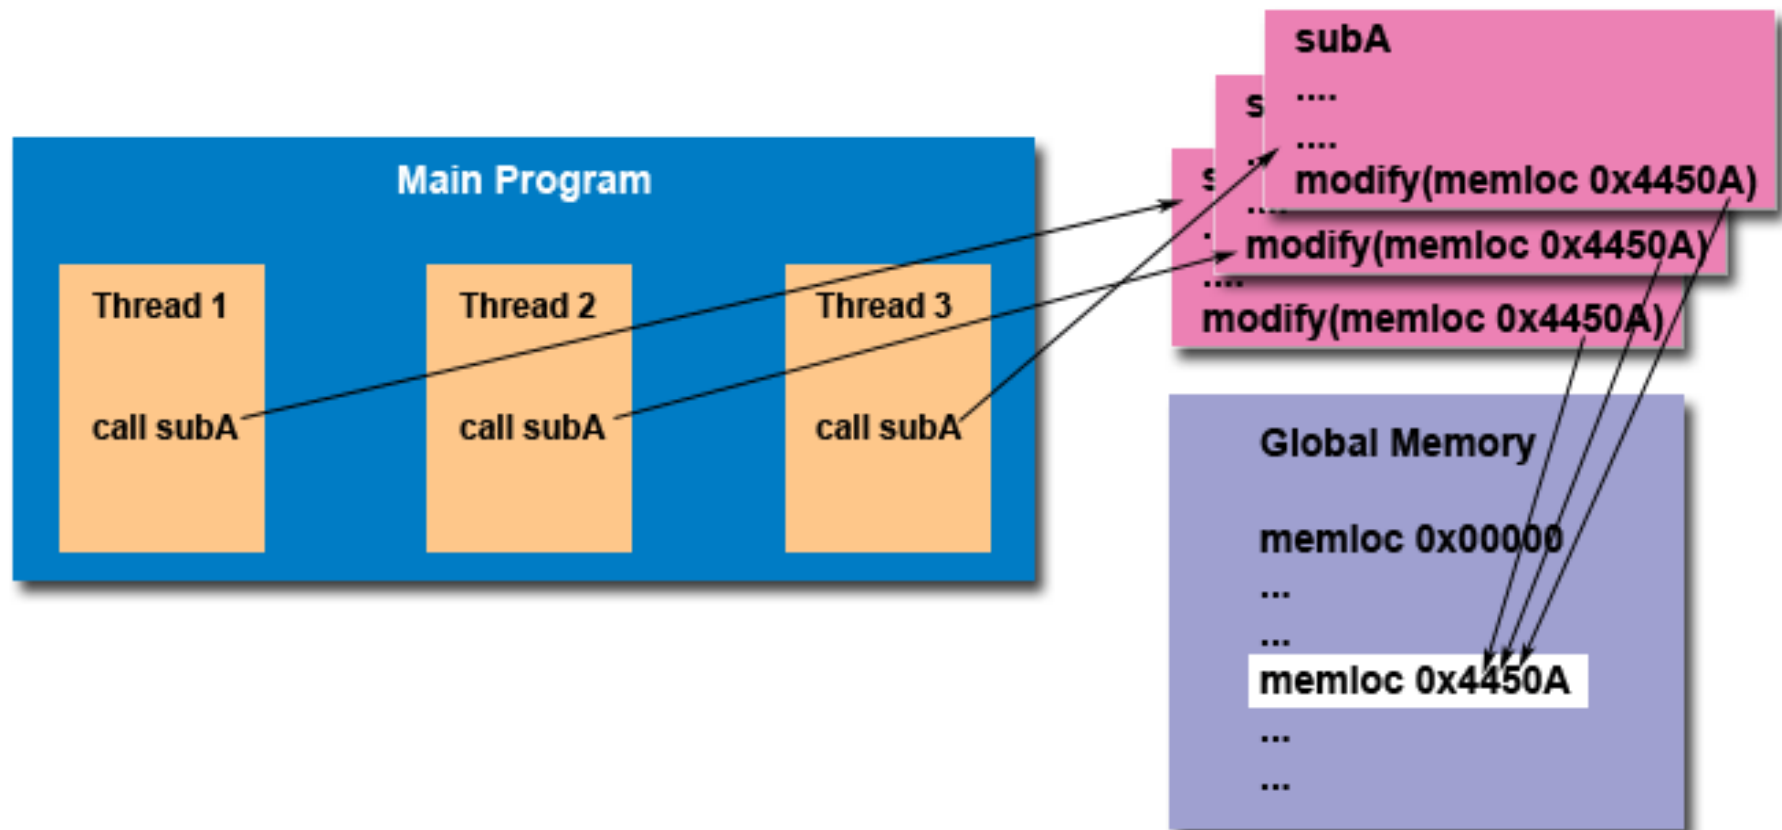 Main Program
Thread 1
call subA
Thread 2
call subA
Thread 3
call subA
subA
....
....
modify(memloc 0x4450A)
s
....
modify(memloc 0x4450A)
s
....
modify(memloc 0x4450A)
Global Memory
memloc 0x00000
...
...
memloc 0x4450A
...
...